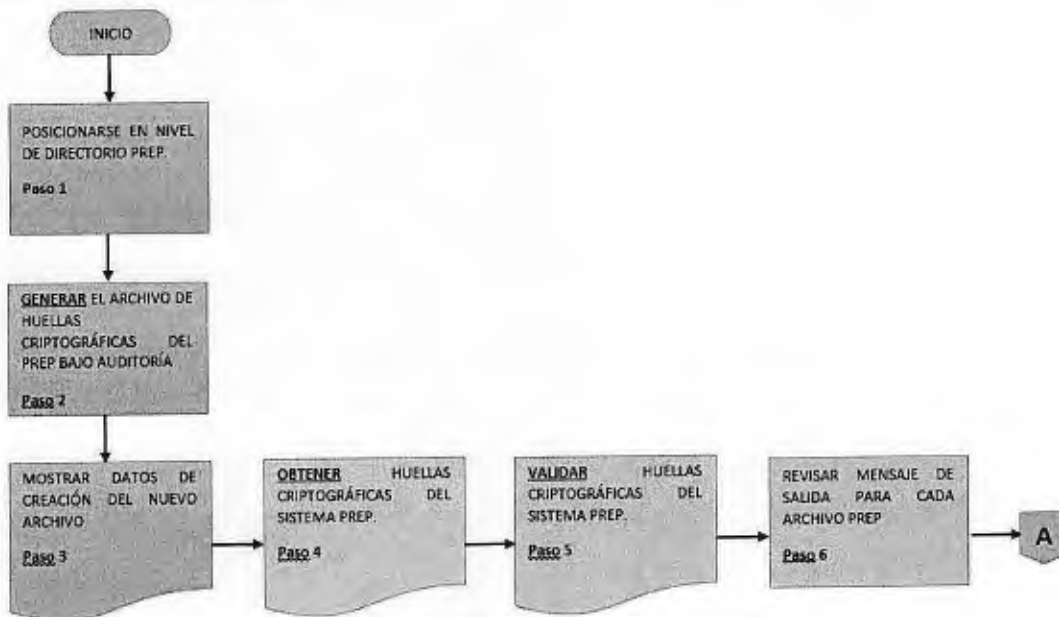 INICIO
POSICIONARSE EN NIVEL
DE DIRECTORIO PREP.
Paso 1
GENERAR EL ARCHIVO DE
HUELLAS
CRIPTOGRÁFICAS DEL
PREP BAJO AUDITORÍA
Paso 2
MOSTRAR DATOS DE
CREACIÓN DEL NUEVO
ARCHIVO
Paso 3
OBTENER HUELLAS
CRIPTOGRÁFICAS DEL
SISTEMA PREP.
Paso 4
VALIDAR HUELLAS
CRIPTOGRÁFICAS DEL
SISTEMA PREP.
Paso 5
REVISAR MENSAJE DE
SALIDA PARA CADA
ARCHIVO PREP
Paso 6
A